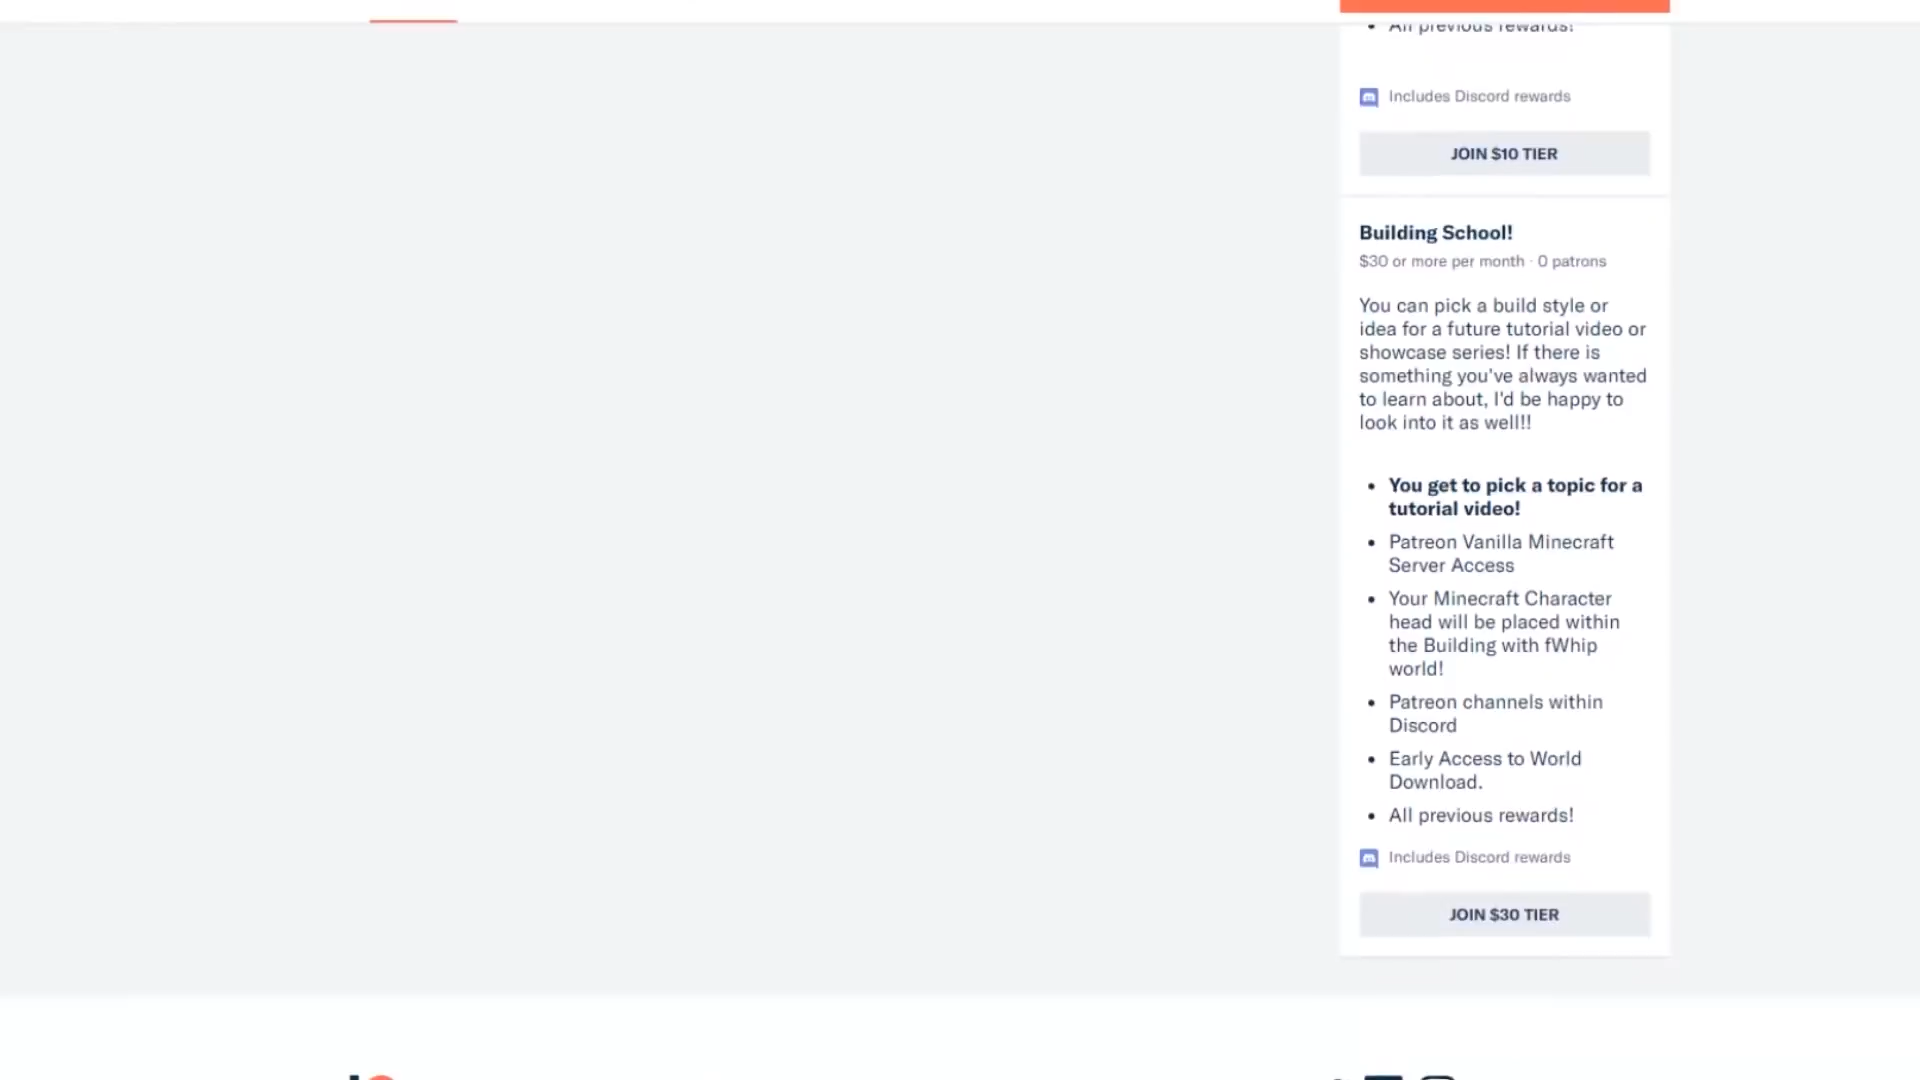 All previous rewards!
Includes Discord rewards
JOIN $10 TIER
Building School!
$30 or more per month · 0 patrons
You can pick a build style or
idea for a future tutorial video or
showcase series! If there is
something you've always wanted
to learn about, I'd be happy to
look into it as well!!
• You get to pick a topic for a
tutorial video!
• Patreon Vanilla Minecraft
Server Access
• Your Minecraft Character
head will be placed within
the Building with fWhip
world!
• Patreon channels within
Discord
• Early Access to World
Download.
• All previous rewards!
Includes Discord rewards
JOIN $30 TIER